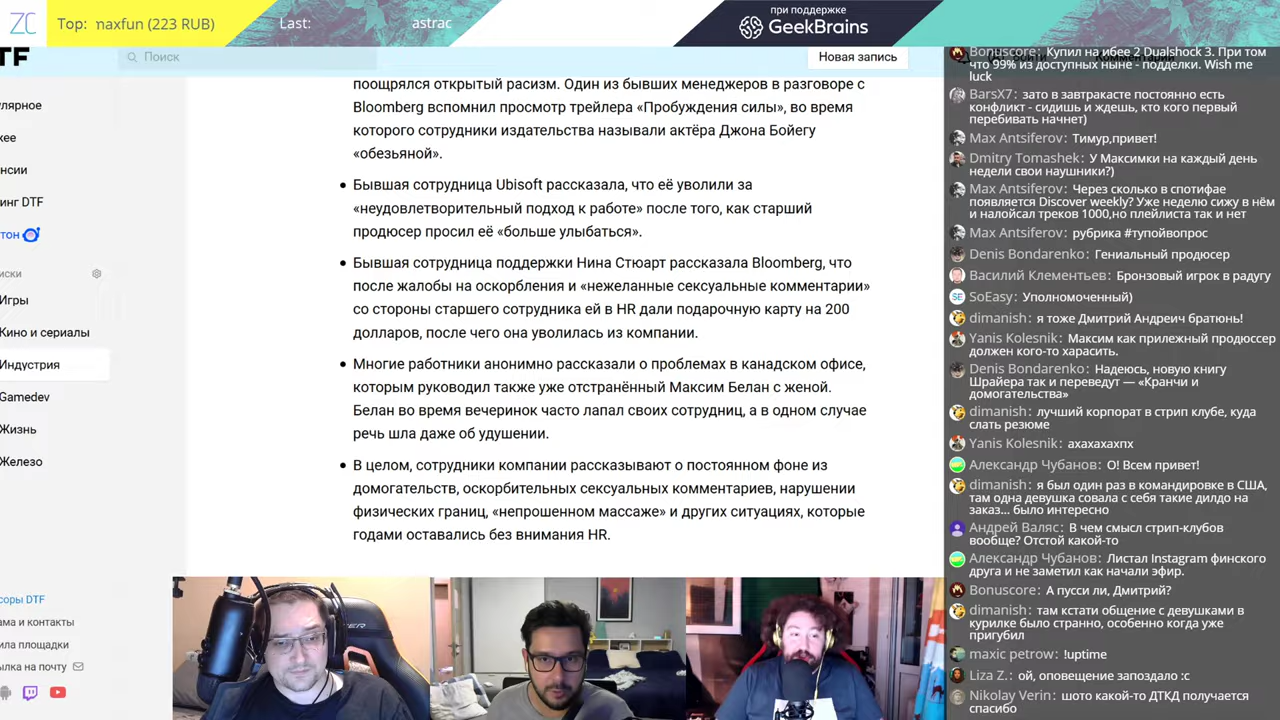 ZC Top: naxfun (223 RUB) Last: astrac
при поддержке
GeekBrains
TF Поиск Новая запись
пулярное
жее
нсии
инг DTF
тон
иски
Игры
Кино и сериалы
Индустрия
Gamedev
Жизнь
Железо
соры DTF
ама и контакты
вила площадки
ылка на почту
поощрялся открытый расизм. Один из бывших менеджеров в разговоре с
Bloomberg вспомнил просмотр трейлера «Пробуждения силы», во время
которого сотрудники издательства называли актёра Джона Бойегу
«обезьяной».
Бывшая сотрудница Ubisoft рассказала, что её уволили за
«неудовлетворительный подход к работе» после того, как старший
продюсер просил её «больше улыбаться».
Бывшая сотрудница поддержки Нина Стюарт рассказала Bloomberg, что
после жалобы на оскорбления и «нежеланные сексуальные комментарии»
со стороны старшего сотрудника ей в HR дали подарочную карту на 200
долларов, после чего она уволилась из компании.
Многие работники анонимно рассказали о проблемах в канадском офисе,
которым руководил также уже отстранённый Максим Белан с женой.
Белан во время вечеринок часто лапал своих сотрудниц, а в одном случае
речь шла даже об удушении.
В целом, сотрудники компании рассказывают о постоянном фоне из
домогательств, оскорбительных сексуальных комментариев, нарушении
физических границ, «непрошенном массаже» и других ситуациях, которые
годами оставались без внимания HR.
Bonuscore: Купил на ибее 2 Dualshock 3. При том
что 99% из доступных ныне - подделки. Wish me
luck
BarsX7: зато в завтракасте постоянно есть
конфликт - сидишь и ждешь, кто кого первый
перебивать начнет)
Max Antsiferov: Тимур,привет!
Dmitry Tomashek: У Максимки на каждый день
недели свои наушники?)
Max Antsiferov: Через сколько в спотифае
появляется Discover weekly? Уже неделю сижу в нём
и налойсал треков 1000,но плейлиста так и нет
Max Antsiferov: рубрика #тупойвопрос
Denis Bondarenko: Гениальный продюсер
Василий Клементьев: Бронзовый игрок в радугу
SE SoEasy: Уполномоченный)
dimanish: я тоже Дмитрий Андреич братюнь!
Yanis Kolesnik: Максим как прилежный продюссер
должен кого-то харасить.
Denis Bondarenko: Надеюсь, новую книгу
Шрайера так и переведут — «Кранчи и
домогательства»
dimanish: лучший корпорат в стрип клубе, куда
слать резюме
Yanis Kolesnik: ахахахахпх
Александр Чубанов: О! Всем привет!
dimanish: я был один раз в командировке в США,
там одна девушка совала с себя такие дилдо на
заказ... было интересно
Андрей Валяс: В чем смысл стрип-клубов
вообще? Отстой какой-то
Александр Чубанов: Листал Instagram финского
друга и не заметил как начали эфир.
Bonuscore: А пусси ли, Дмитрий?
dimanish: там кстати общение с девушками в
курилке было странно, особенно когда уже
пригубил
maxic petrow: !uptime
Liza Z.: ой, оповещение запоздало :с
Nikolay Verin: шото какой-то ДТКД получается
спасибо